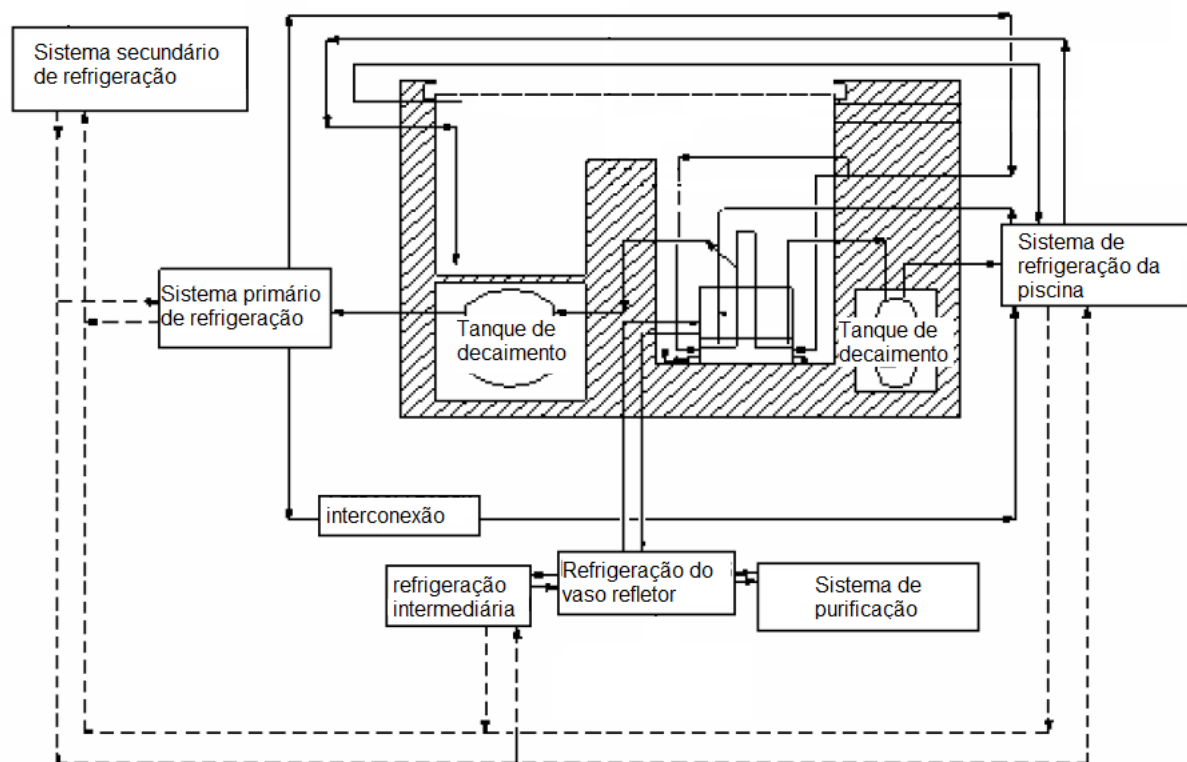 Sistema secundário
de refrigeração
Sistema de
refrigeração da
piscina
Sistema primário
de refrigeração
Tanque de
decaimento
Tanque de
decaimento
interconexão
Refrigeração do
vaso refletor
refrigeração
intermediária
Sistema de
purificação